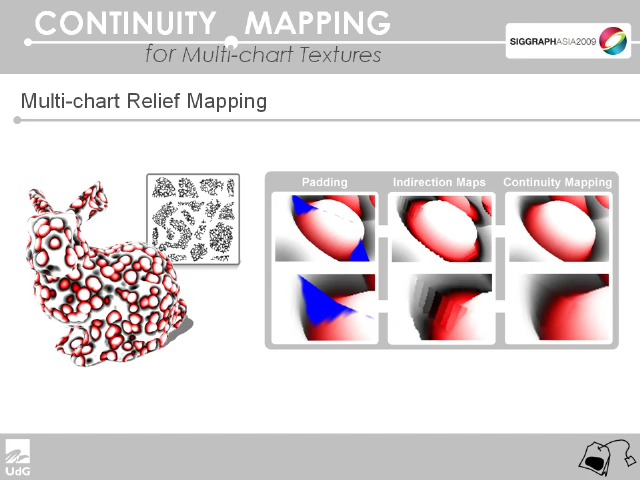 CONTINUITY MAPPING
for Multi-chart Textures
SIGGRAPHASIA2009
Multi-chart Relief Mapping
Padding
Indirection Maps
Continuity Mapping
UdG